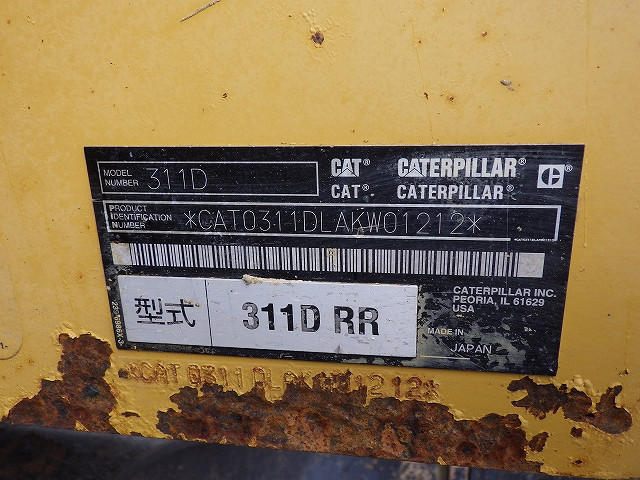 MODEL NUMBER 311D
CAT® CATERPILLAR®
CAT® CATERPILLAR®
PRODUCT IDENTIFICATION NUMBER *CAT0311DLAKW01212*
型式 311D RR
CATERPILLAR INC.
PEORIA, IL 61629
USA
MADE IN
JAPAN
*CAT0311DLAKW01212*